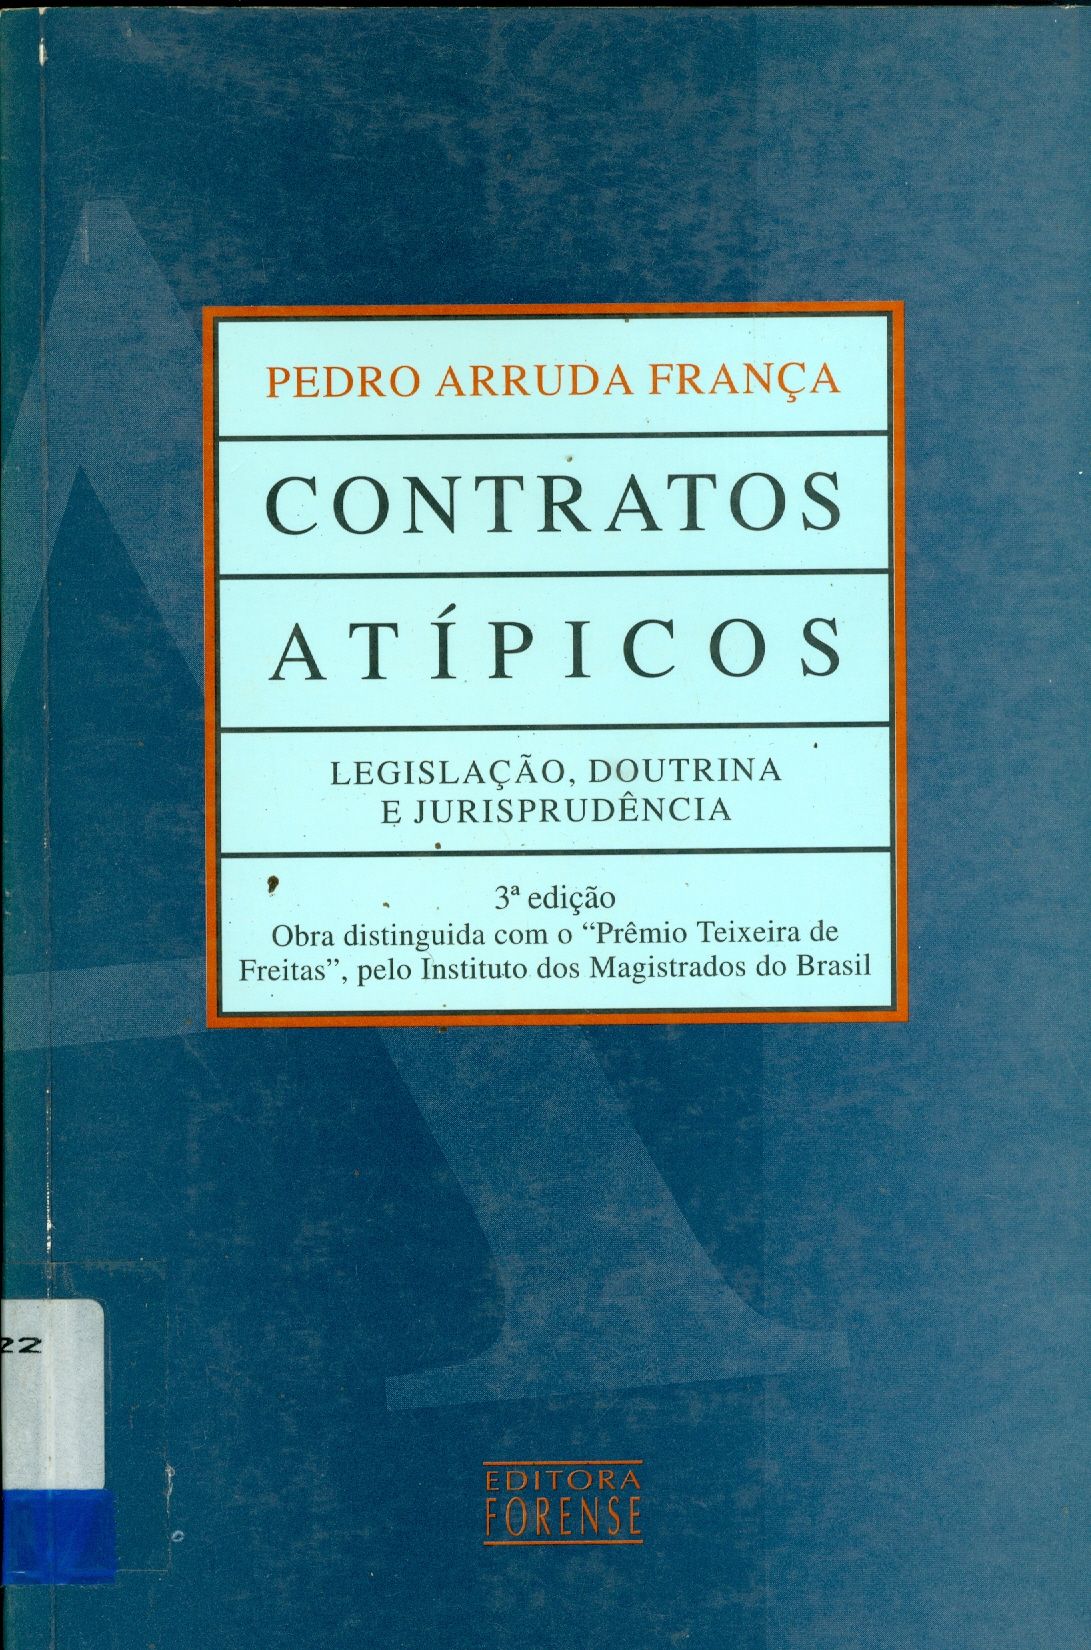 PEDRO ARRUDA FRANÇA
CONTRATOS
ATÍPICOS
LEGISLAÇÃO, DOUTRINA
E JURISPRUDÊNCIA
3ª edição
Obra distinguida com o “Prêmio Teixeira de
Freitas”, pelo Instituto dos Magistrados do Brasil
22
EDITORA
FORENSE